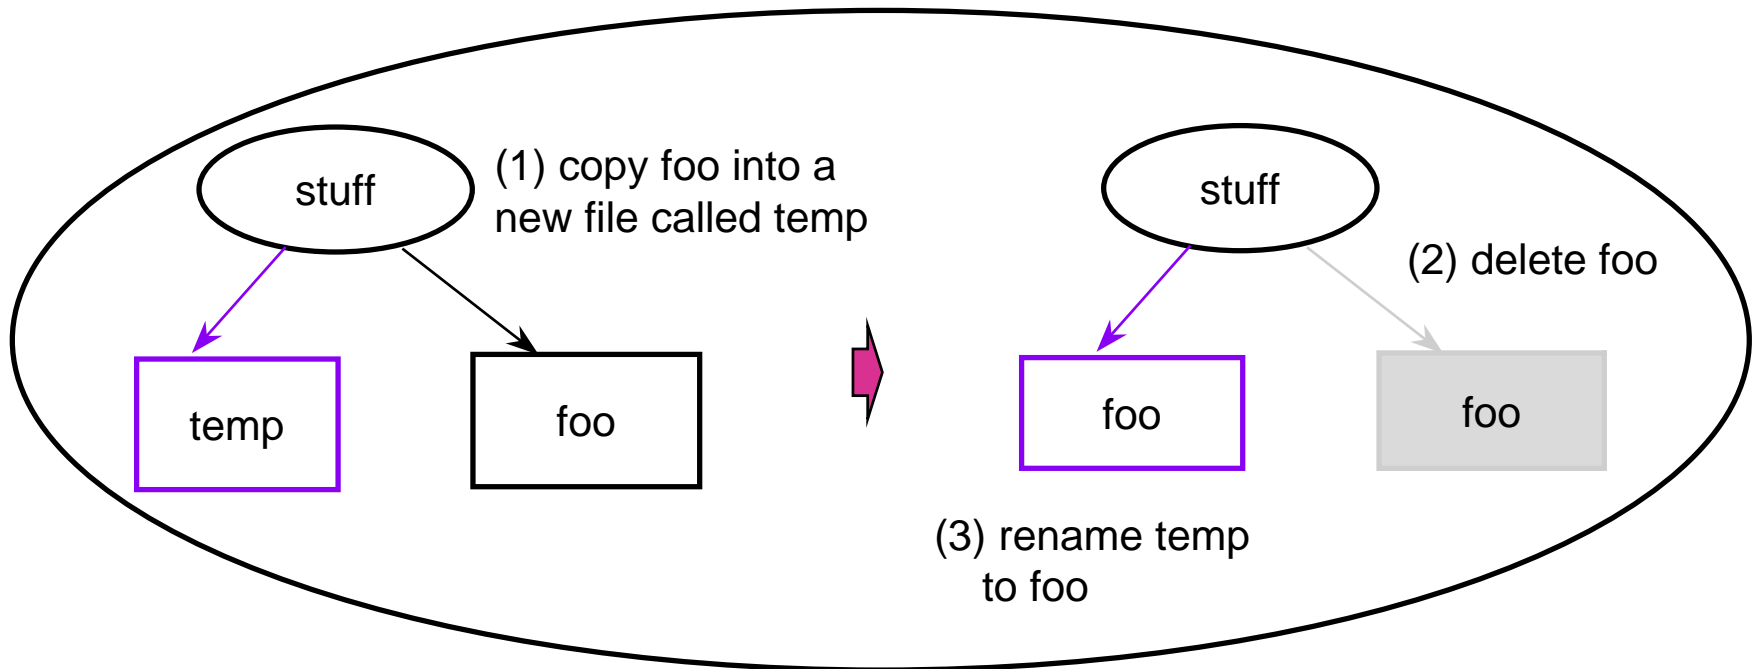 stuff
(1) copy foo into a
new file called temp
temp
foo
stuff
(2) delete foo
foo
foo
(3) rename temp
to foo